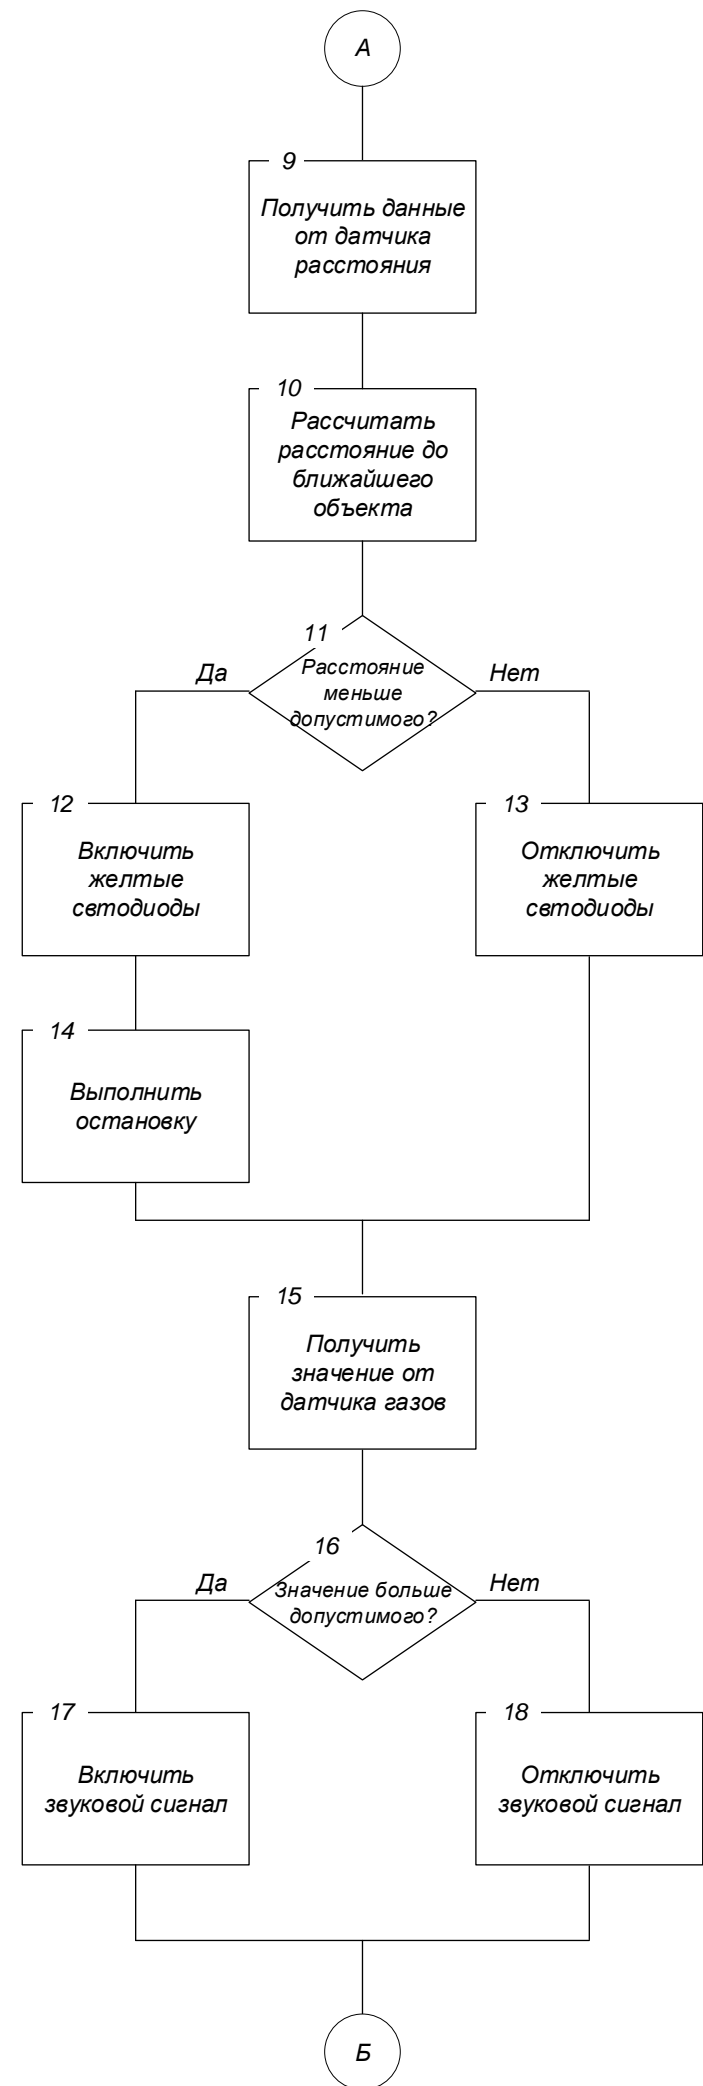 А
9
Получить данные
от датчика
расстояния
10
Рассчитать
расстояние до
ближайшего
объекта
11
Расстояние
меньше
допустимого?
Да
Нет
12
Включить
желтые
свтодиоды
13
Отключить
желтые
свтодиоды
14
Выполнить
остановку
15
Получить
значение от
датчика газов
16
Значение больше
допустимого?
Да
Нет
17
Включить
звуковой сигнал
18
Отключить
звуковой сигнал
Б